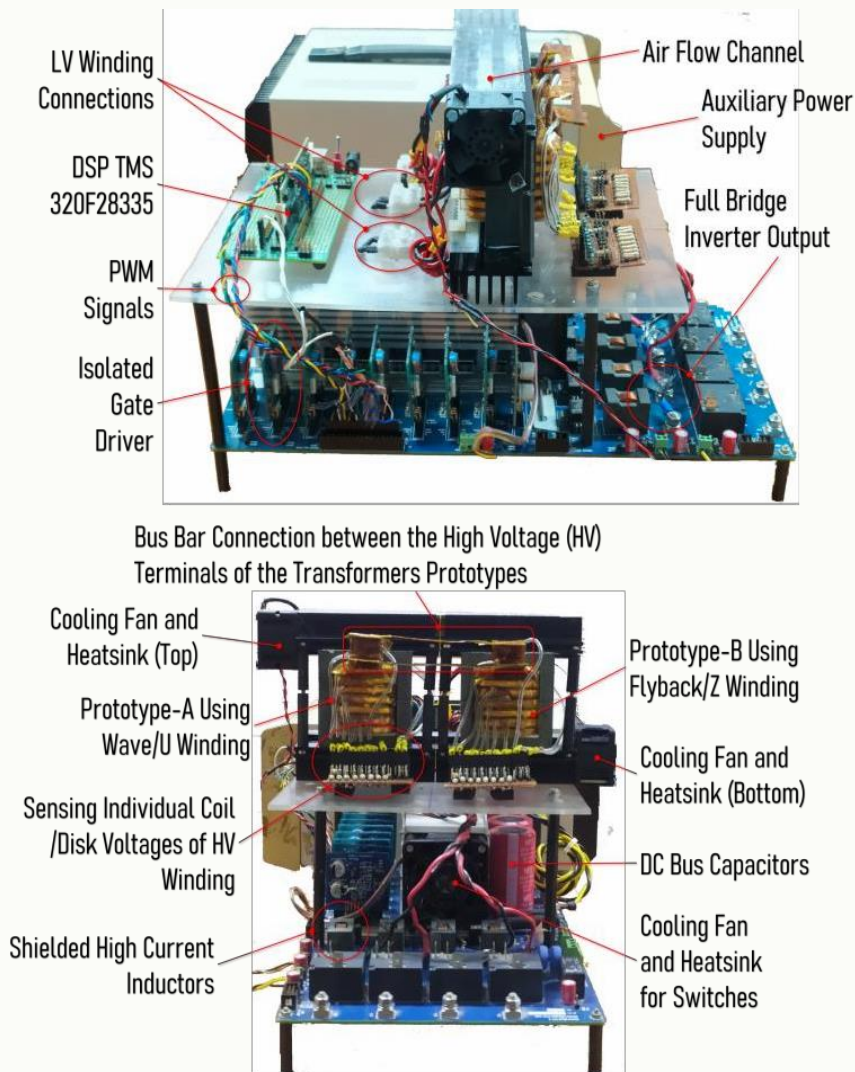 LV Winding
Connections
DSP TMS
320F28335
PWM
Signals
Isolated
Gate
Driver
Air Flow Channel
Auxiliary Power
Supply
Full Bridge
Inverter Output
Bus Bar Connection between the High Voltage (HV)
Terminals of the Transformers Prototypes
Cooling Fan and
Heatsink (Top)
Prototype-A Using
Wave/U Winding
Sensing Individual Coil
/Disk Voltages of HV
Winding
Shielded High Current
Inductors
Prototype-B Using
Flyback/Z Winding
Cooling Fan and
Heatsink (Bottom)
DC Bus Capacitors
Cooling Fan
and Heatsink
for Switches